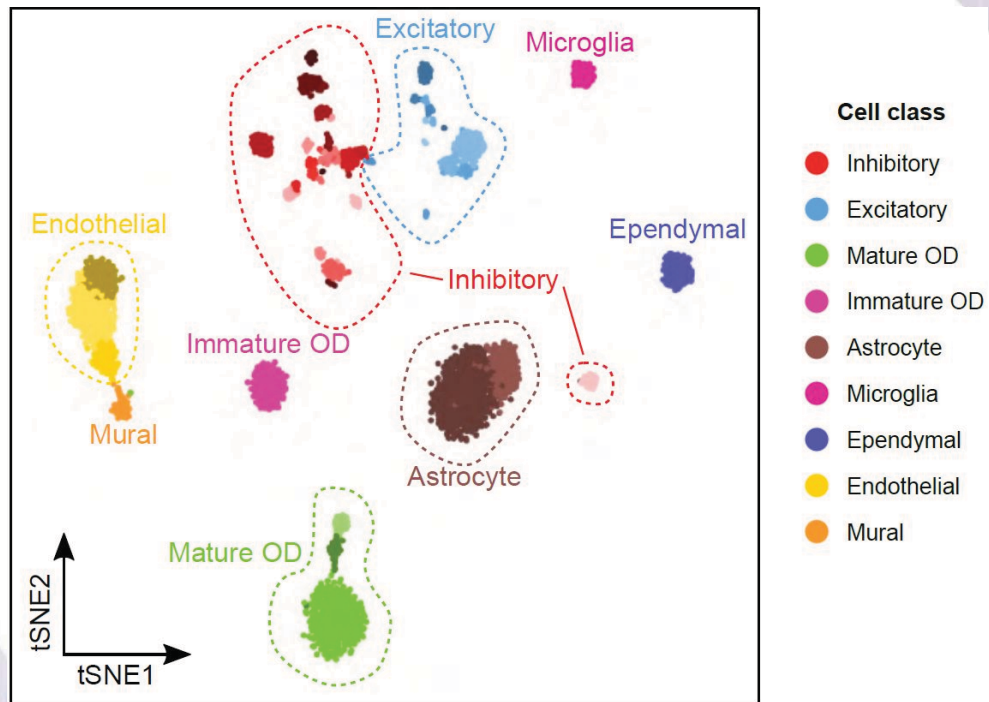 Excitatory
Microglia
Endothelial
Ependymal
Inhibitory
Immature OD
Mural
Astrocyte
Mature OD
tSNE2
tSNE1
Cell class
Inhibitory
Excitatory
Mature OD
Immature OD
Astrocyte
Microglia
Ependymal
Endothelial
Mural